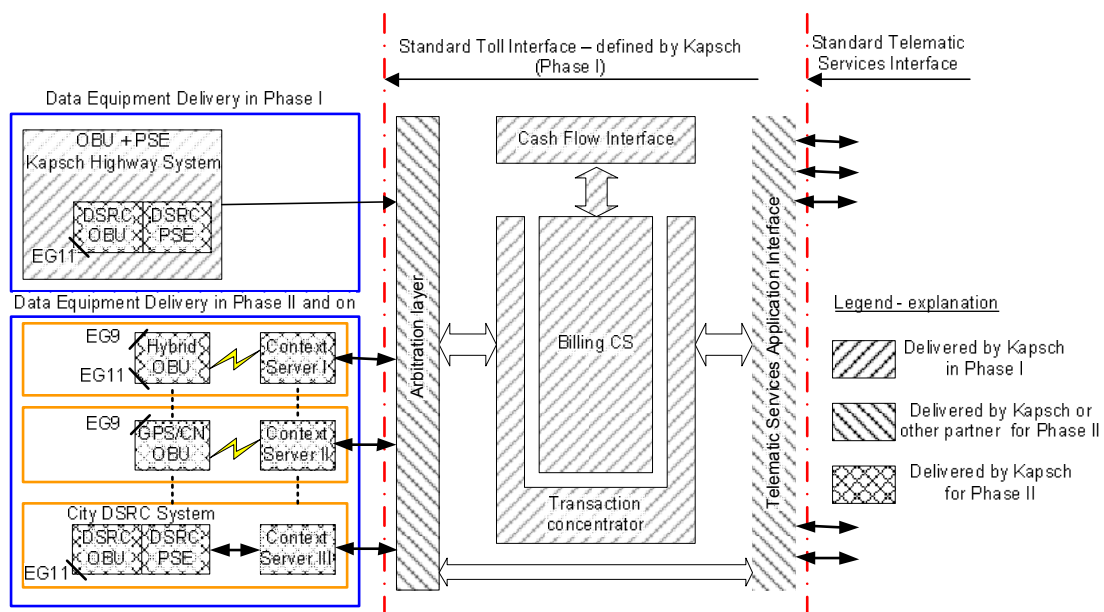 Standard Toll Interface – defined by Kapsch
(Phase I)
Standard Telematic
Services Interface
Data Equipment Delivery in Phase I
OBU + PSE
Kapsch Highway System
DSRC
OBU
DSRC
PSE
EG11
Data Equipment Delivery in Phase II and on
EG9
Hybrid
OBU
EG11
Context
Server I
EG9
GPS/CN
OBU
Context
Server II
City DSRC System
DSRC
OBU
DSRC
PSE
EG11
Context
Server III
Arbitration layer
Cash Flow Interface
Billing CS
Transaction
concentrator
Telematic Services Application Interface
Legend - explanation
Delivered by Kapsch
in Phase I
Delivered by Kapsch or
other partner for Phase II
Delivered by Kapsch
for Phase II